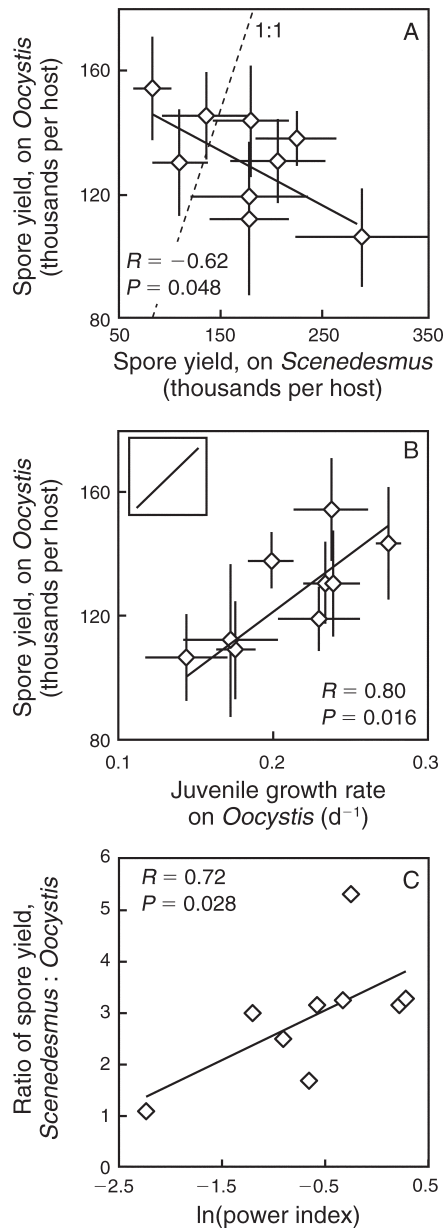 A
1:1
160
120
80
Spore yield, on Oocystis
(thousands per host)
R = −0.62
P = 0.048
50
150
250
350
Spore yield, on Scenedesmus
(thousands per host)
B
160
120
80
Spore yield, on Oocystis
(thousands per host)
R = 0.80
P = 0.016
0.1
0.2
0.3
Juvenile growth rate
on Oocystis (d⁻¹)
C
6
5
4
3
2
1
0
Ratio of spore yield,
Scenedesmus : Oocystis
R = 0.72
P = 0.028
−2.5
−1.5
−0.5
0.5
ln(power index)